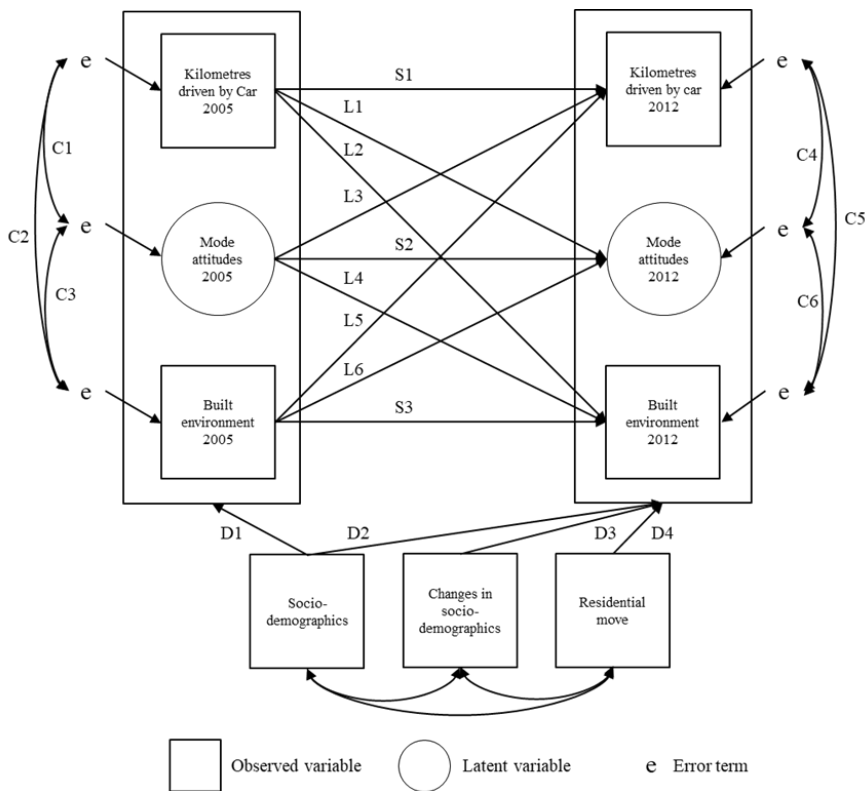 e
Kilometres
driven by Car
2005
S1
Kilometres
driven by car
2012
e
L1
C1
L2
C4
L3
C2
e
Mode
attitudes
2005
S2
Mode
attitudes
2012
e
C5
C3
L4
C6
L5
L6
e
Built
environment
2005
S3
Built
environment
2012
e
D1
D2
D3
D4
Socio-
demographics
Changes in
socio-
demographics
Residential
move
Observed variable
Latent variable
e Error term